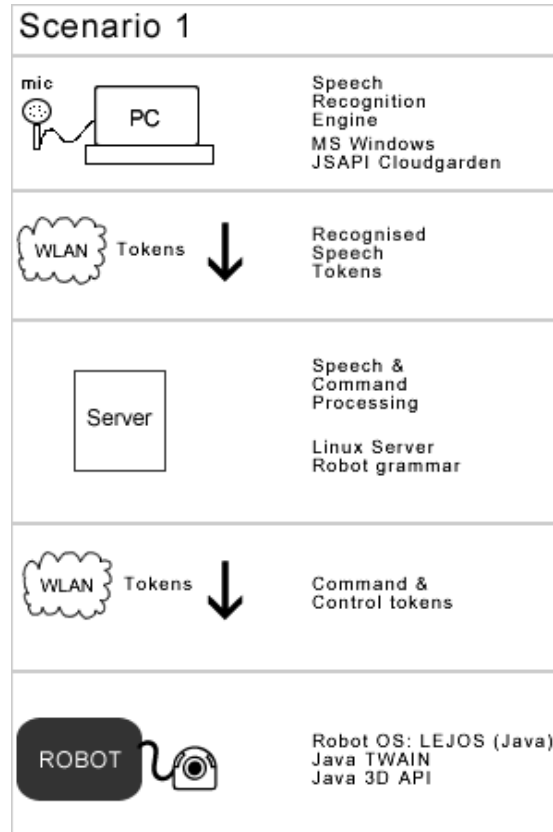 Scenario 1
mic
PC
Speech
Recognition
Engine
MS Windows
JSAPI Cloudgarden
WLAN
Tokens
Recognised
Speech
Tokens
Server
Speech &
Command
Processing
Linux Server
Robot grammar
WLAN
Tokens
Command &
Control tokens
ROBOT
Robot OS: LEJOS (Java)
Java TWAIN
Java 3D API